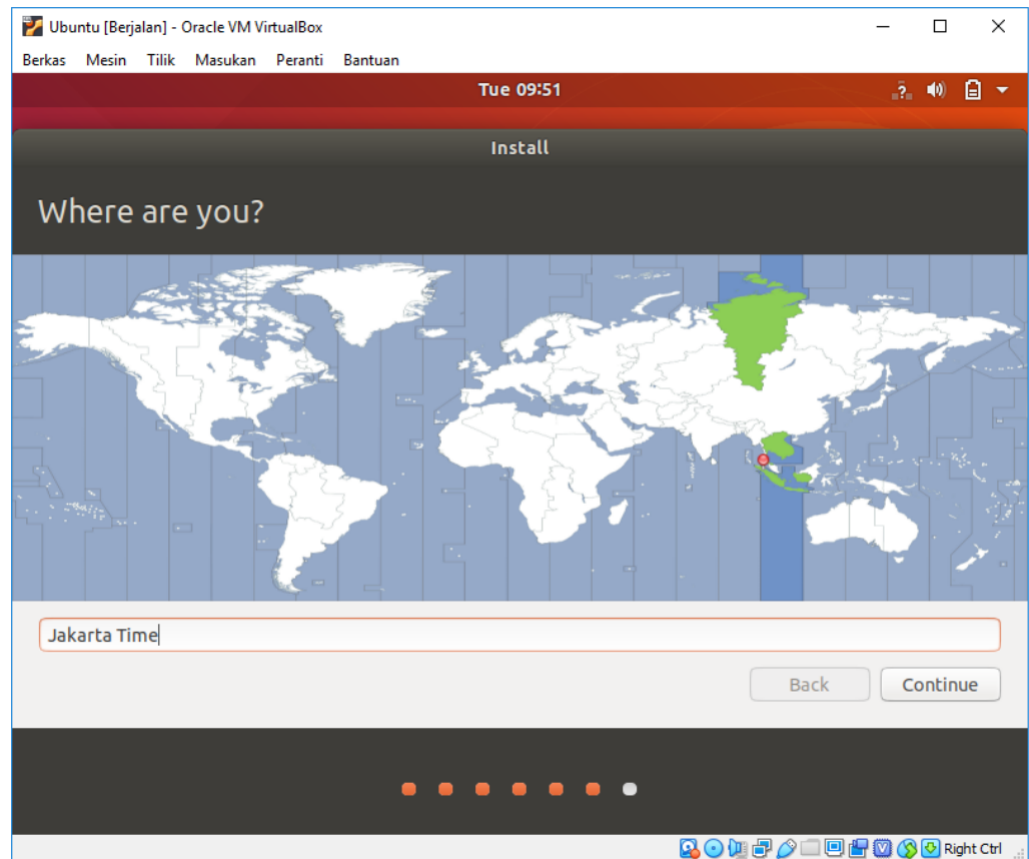 Ubuntu [Berjalan] - Oracle VM VirtualBox
Berkas Mesin Tilik Masukan Peranti Bantuan
Tue 09:51
?
Install
Where are you?
Jakarta Time
Back Continue
V Right Ctrl